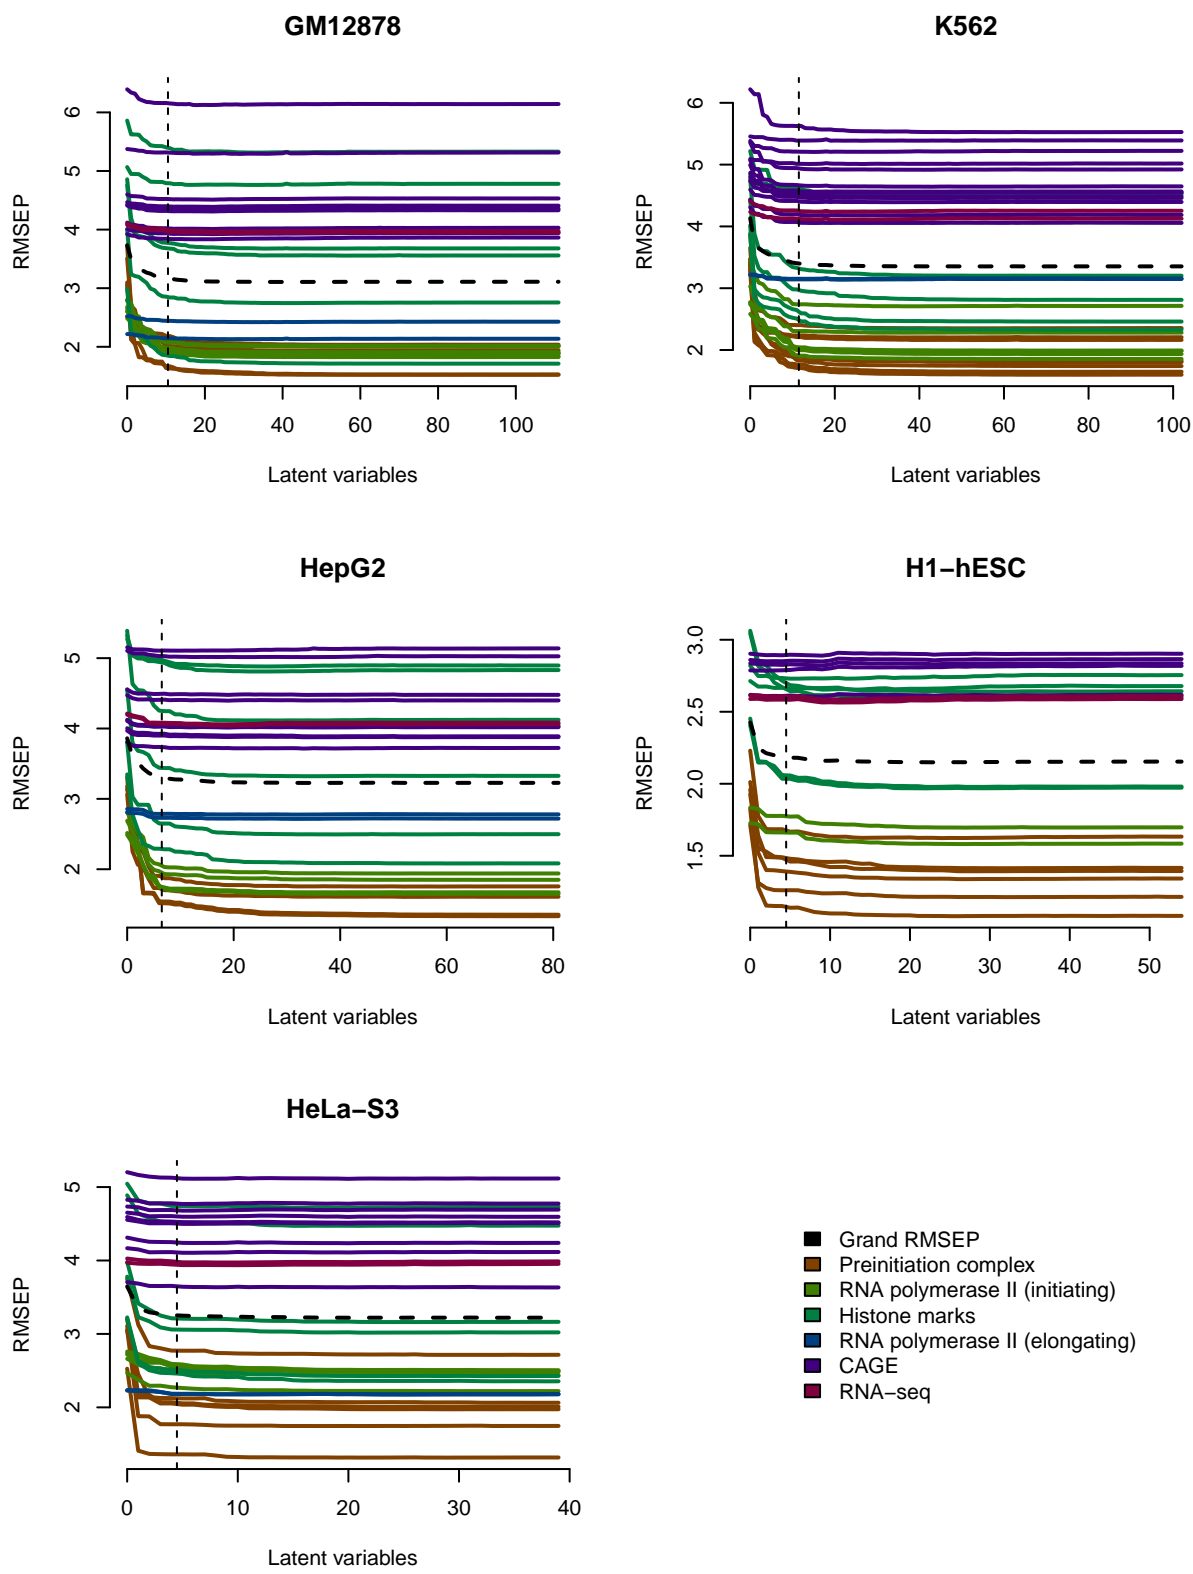 GM12878
RMSEP
6
5
4
3
2
0 20 40 60 80 100
Latent variables
K562
RMSEP
6
5
4
3
2
0 20 40 60 80 100
Latent variables
HepG2
RMSEP
5
4
3
2
0 20 40 60 80
Latent variables
H1−hESC
RMSEP
3.0
2.5
2.0
1.5
0 10 20 30 40 50
Latent variables
HeLa−S3
RMSEP
5
4
3
2
0 10 20 30 40
Latent variables
Grand RMSEP
Preinitiation complex
RNA polymerase II (initiating)
Histone marks
RNA polymerase II (elongating)
CAGE
RNA−seq